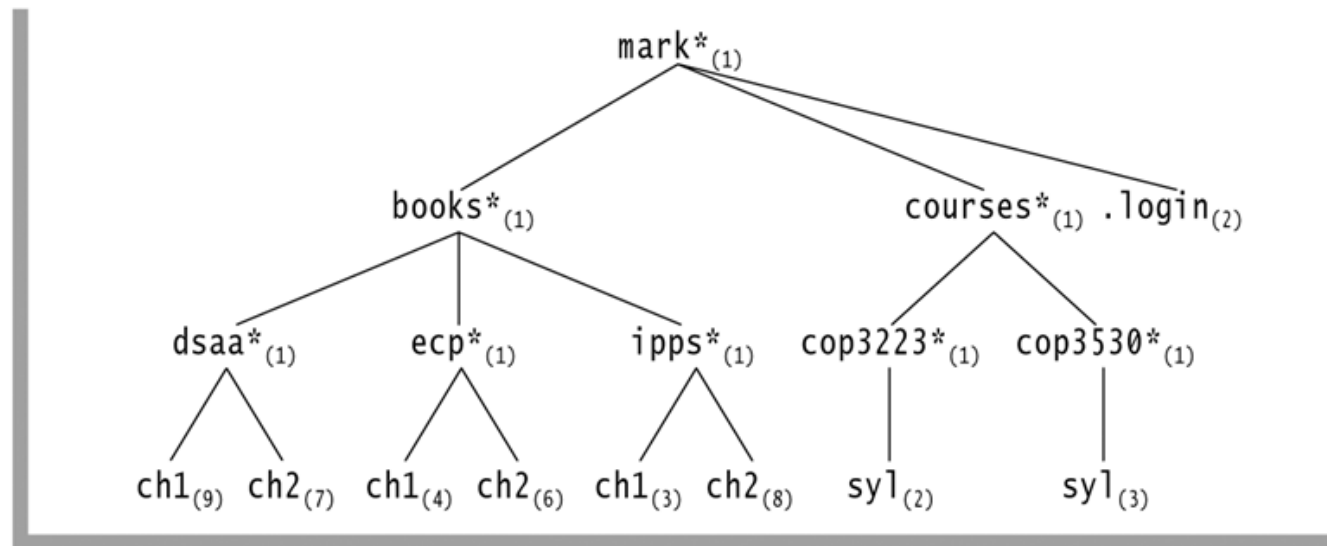 mark*(1)
books*(1) courses*(1) .login(2)
dsaa*(1) ecp*(1) ipps*(1) cop3223*(1) cop3530*(1)
ch1(9) ch2(7) ch1(4) ch2(6) ch1(3) ch2(8) syl(2) syl(3)